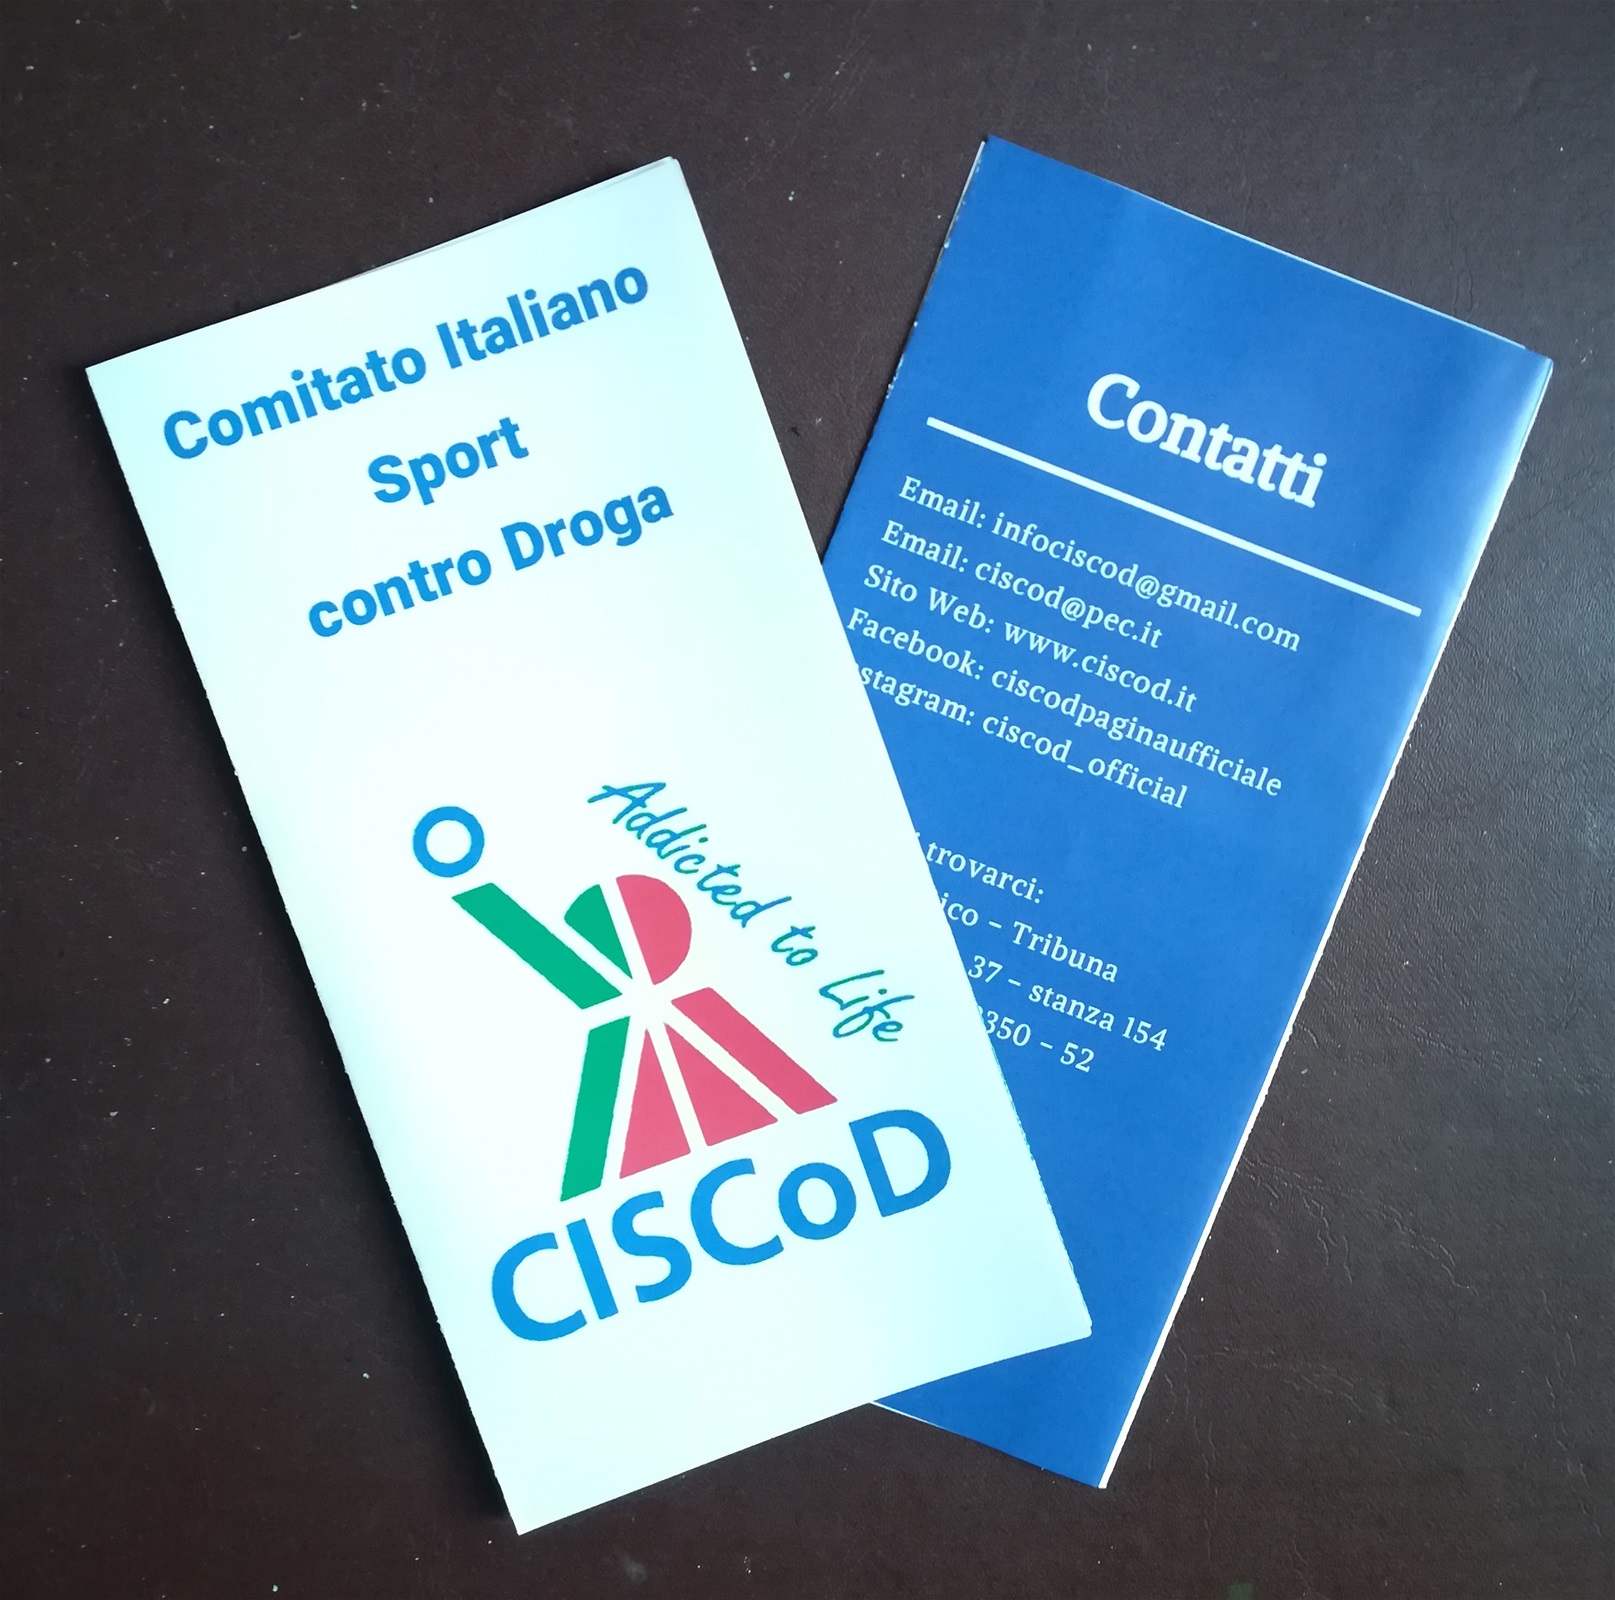 Comitato Italiano
Sport
contro Droga
Addicted to Life
CISCoD
Contatti
Email: infociscod@gmail.com
Email: ciscod@pec.it
Sito Web: www.ciscod.it
Facebook: ciscodpaginaufficiale
stagram: ciscod_official
trovarci:
ico - Tribuna
37 - stanza 154
350 - 52